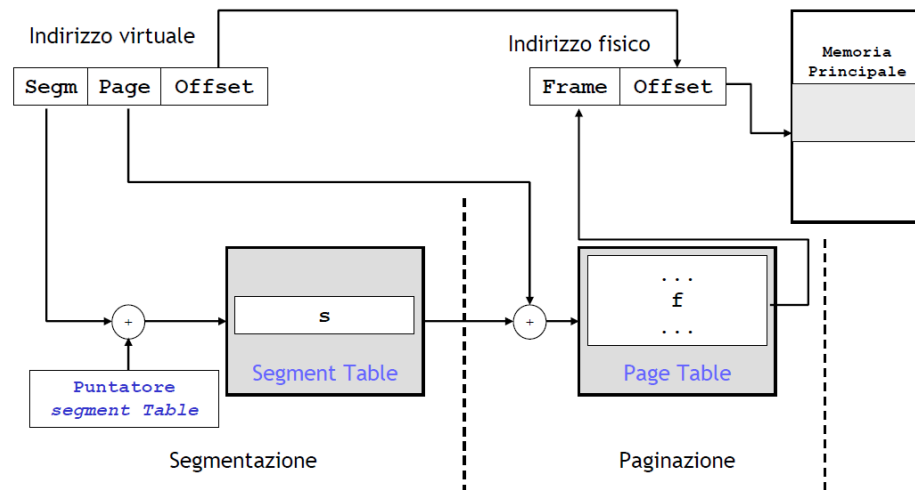 Indirizzo virtuale
Segm Page Offset
Indirizzo fisico
Frame Offset
Memoria
Principale
+
Puntatore
segment Table
s
Segment Table
+
...
f
...
Page Table
Segmentazione
Paginazione